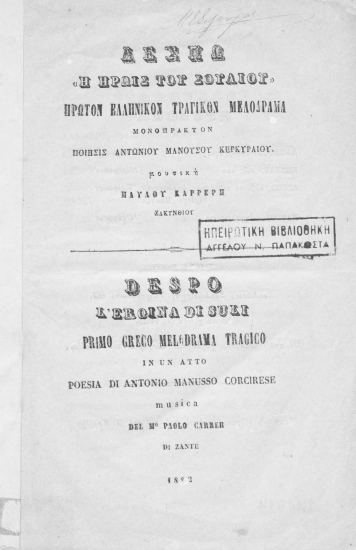 ΔΕΣΠΩ
«Η ΗΡΩΙΣ ΤΟΥ ΣΟΥΛΙΟΥ»
ΠΡΩΤΟΝ ΕΛΛΗΝΙΚΟΝ ΤΡΑΓΙΚΟΝ ΜΕΛΟΔΡΑΜΑ
ΜΟΝΟΠΡΑΚΤΟΝ
ΠΟΙΗΣΙΣ ΑΝΤΩΝΙΟΥ ΜΑΝΟΥΣΟΥ ΚΕΡΚΥΡΑΙΟΥ.
μουσικὴ
ΠΑΥΛΟΥ ΚΑΡΡΕΡΗ
ΖΑΚΥΝΘΙΟΥ
ΗΠΕΙΡΩΤΙΚΗ ΒΙΒΛΙΟΘΗΚΗ
ΑΓΓΕΛΟΥ Ν. ΠΑΠΑΚΩΣΤΑ
DESPO
L'EROINA DI SULI
PRIMO GRECO MELODRAMA TRAGICO
IN UN ATTO
POESIA DI ANTONIO MANUSSO CORCIRESE
musica
DEL Mº PAOLO CARRER
DI ZANTE